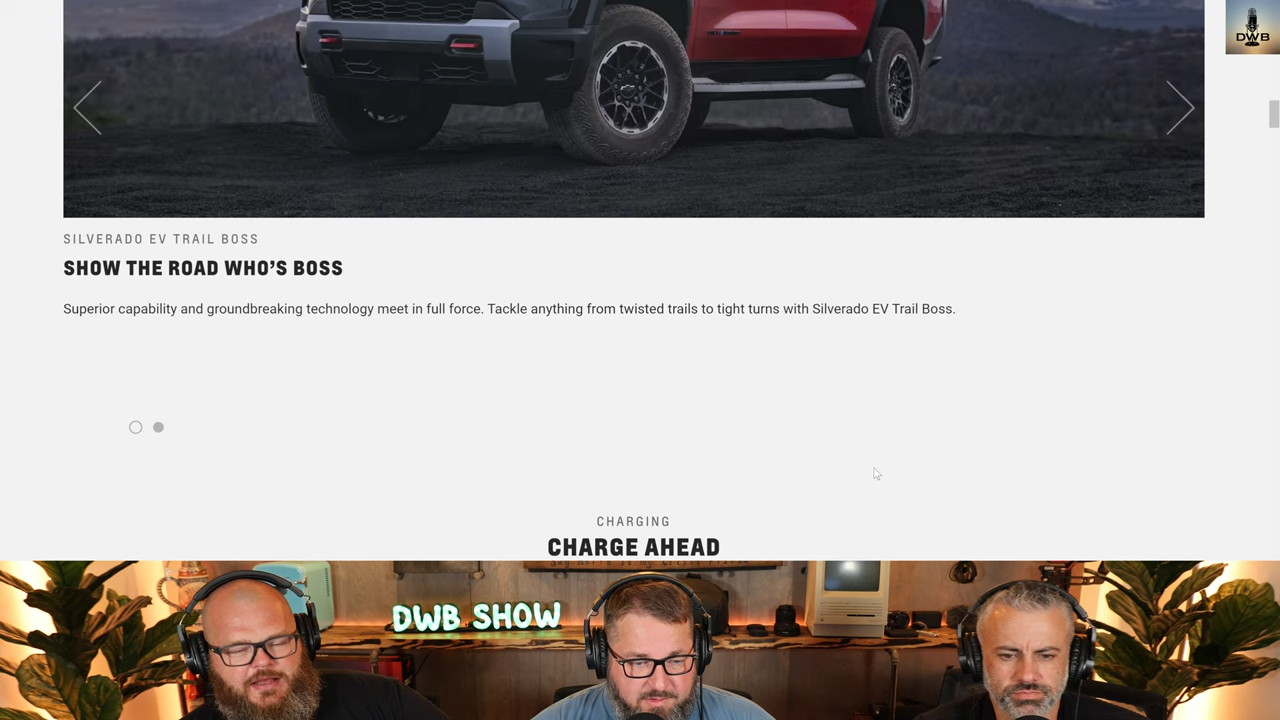 DWB
SILVERADO EV TRAIL BOSS
SHOW THE ROAD WHO'S BOSS
Superior capability and groundbreaking technology meet in full force. Tackle anything from twisted trails to tight turns with Silverado EV Trail Boss.
CHARGING
CHARGE AHEAD
DWB SHOW